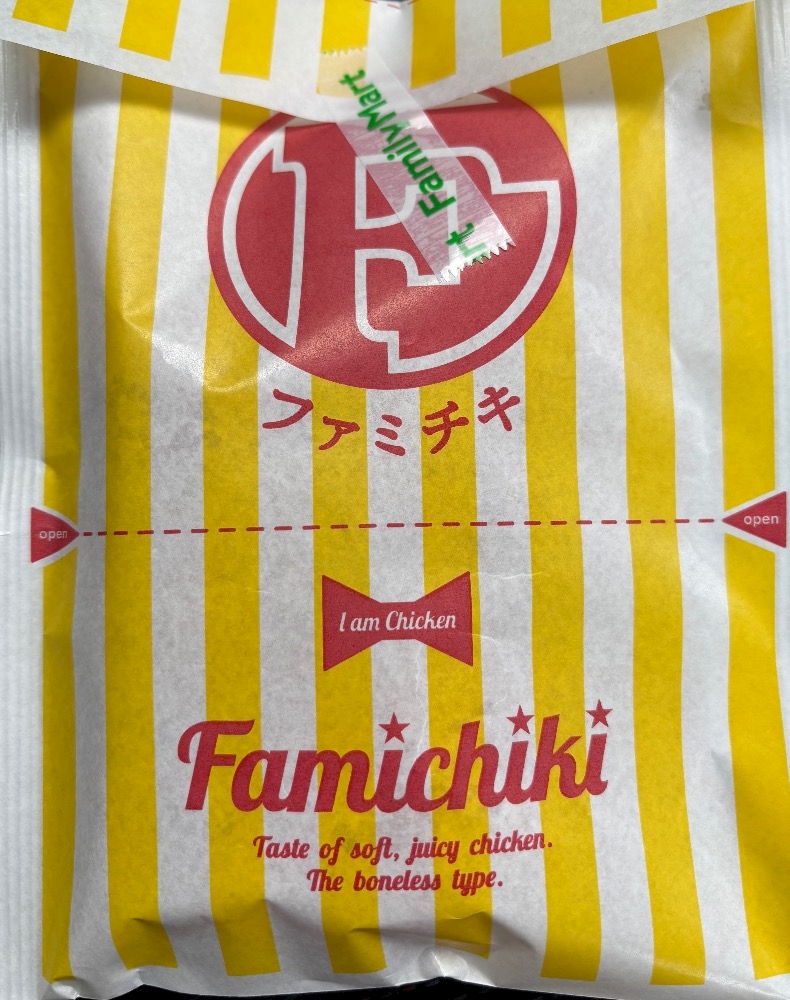 FamilyMart
F
ファミチキ
open
open
I am Chicken
Famichiki
Taste of soft, juicy chicken.
The boneless type.